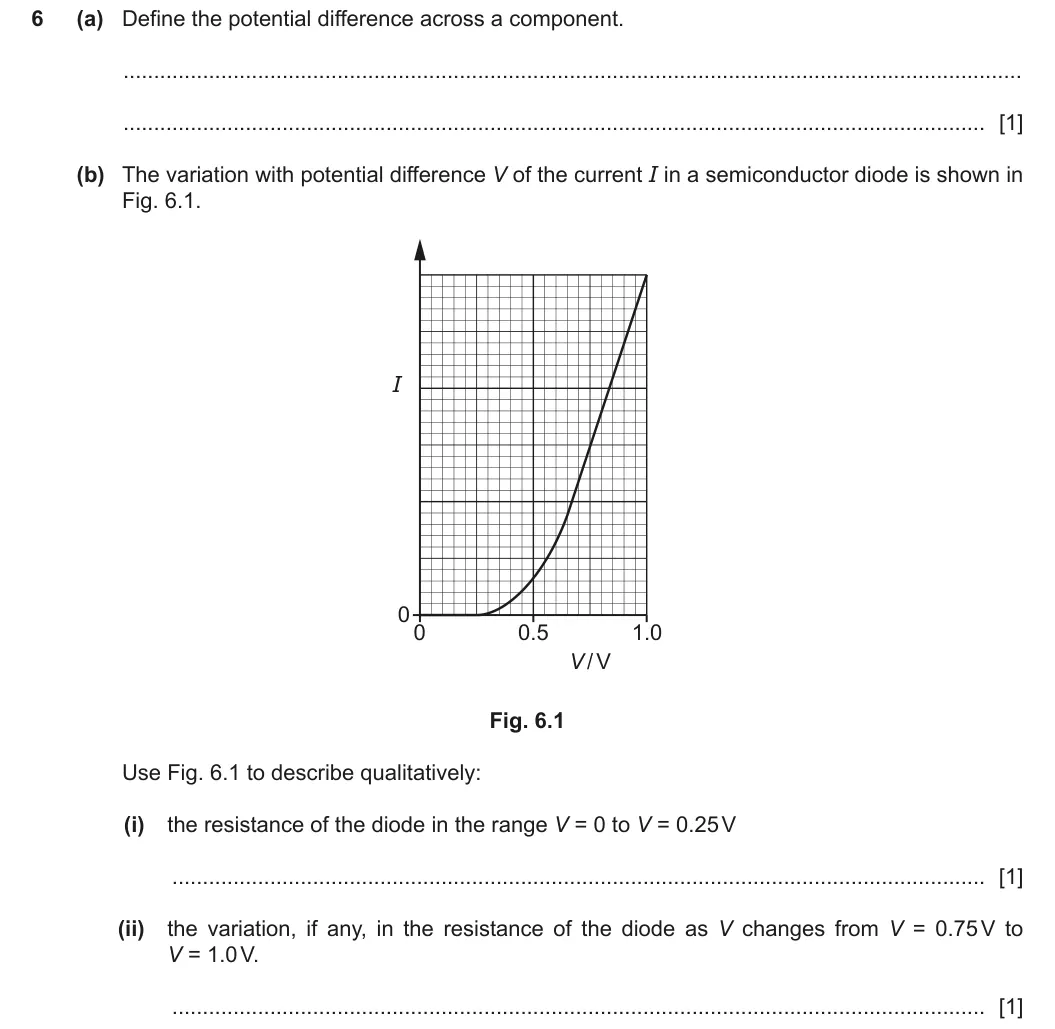 6 (a) Define the potential difference across a component.
..........................................................................................................................................................
.................................................................................................................................................... [1]
(b) The variation with potential difference V of the current I in a semiconductor diode is shown in
Fig. 6.1.
I
0
0 0.5 1.0
V/V
Fig. 6.1
Use Fig. 6.1 to describe qualitatively:
(i) the resistance of the diode in the range V = 0 to V = 0.25V
............................................................................................................................................ [1]
(ii) the variation, if any, in the resistance of the diode as V changes from V = 0.75V to
V = 1.0V.
............................................................................................................................................ [1]